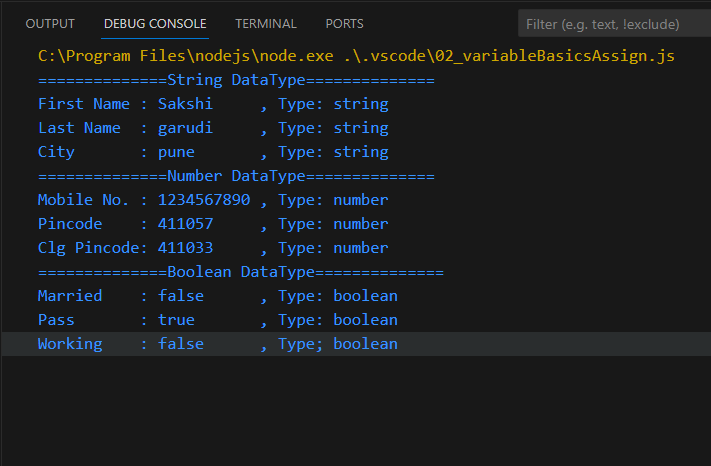 OUTPUT DEBUG CONSOLE TERMINAL PORTS Filter (e.g. text, !exclude)
C:\Program Files\nodejs\node.exe .\.vscode\02_variableBasicsAssign.js
==============String DataType==============
First Name : Sakshi     , Type: string
Last Name  : garudi     , Type: string
City       : pune       , Type: string
==============Number DataType==============
Mobile No. : 1234567890 , Type: number
Pincode    : 411057     , Type: number
Clg Pincode: 411033     , Type: number
==============Boolean DataType==============
Married    : false      , Type: boolean
Pass       : true       , Type: boolean
Working    : false      , Type; boolean